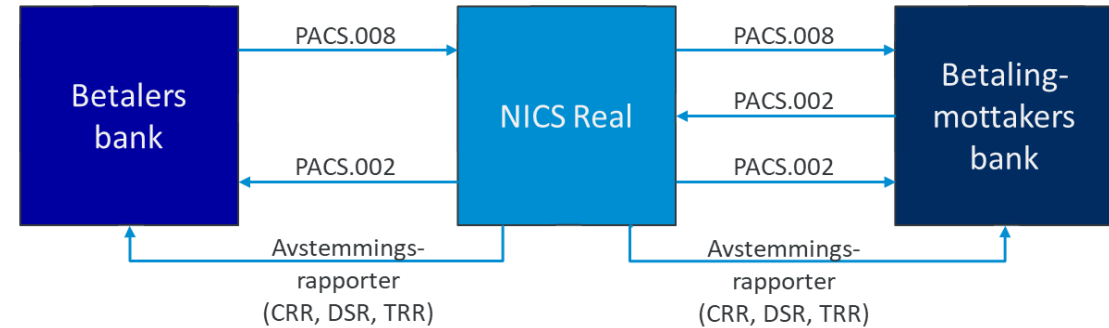 PACS.008
PACS.008
Betalers
bank
NICS Real
Betaling-
mottakers
bank
PACS.002
PACS.002
PACS.002
Avstemmings-
rapporter
(CRR, DSR, TRR)
Avstemmings-
rapporter
(CRR, DSR, TRR)